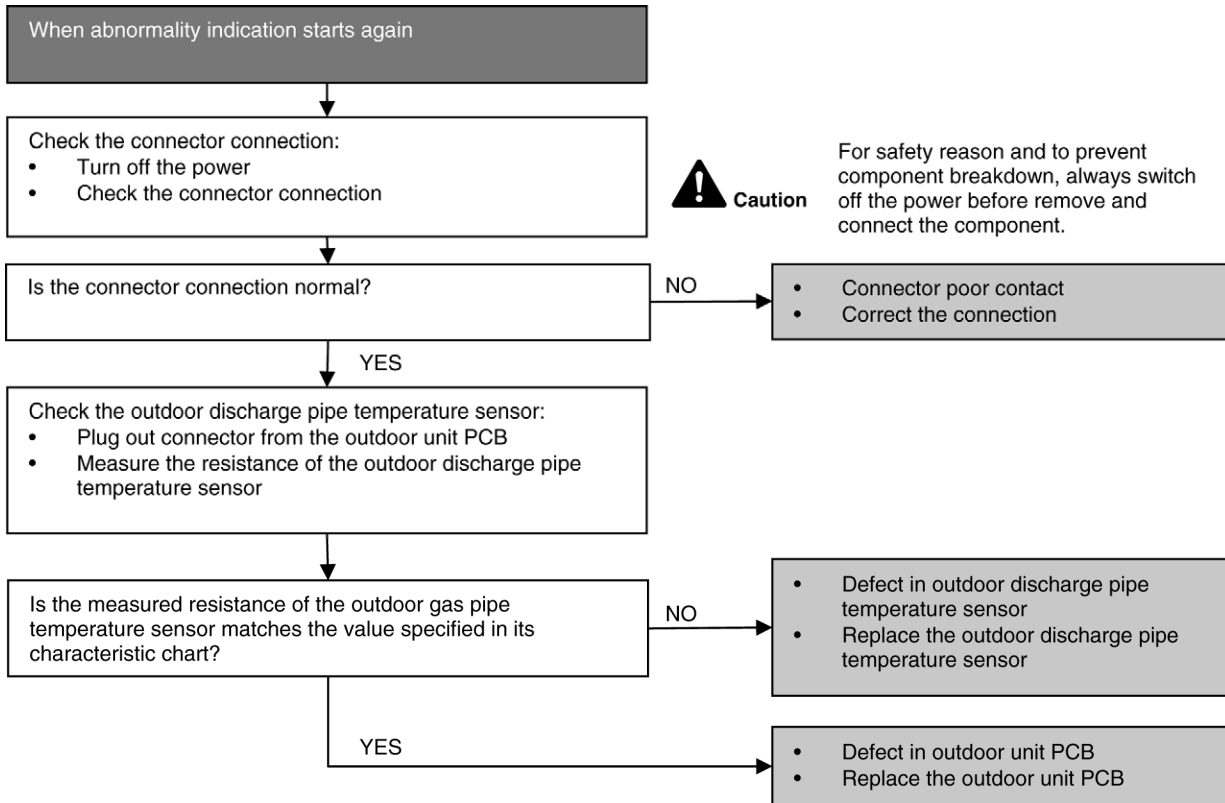 When abnormality indication starts again
Check the connector connection:
• Turn off the power
• Check the connector connection
Caution
For safety reason and to prevent
component breakdown, always switch
off the power before remove and
connect the component.
Is the connector connection normal?
NO
• Connector poor contact
• Correct the connection
YES
Check the outdoor discharge pipe temperature sensor:
• Plug out connector from the outdoor unit PCB
• Measure the resistance of the outdoor discharge pipe
temperature sensor
Is the measured resistance of the outdoor gas pipe
temperature sensor matches the value specified in its
characteristic chart?
NO
• Defect in outdoor discharge pipe
temperature sensor
• Replace the outdoor discharge pipe
temperature sensor
YES
• Defect in outdoor unit PCB
• Replace the outdoor unit PCB